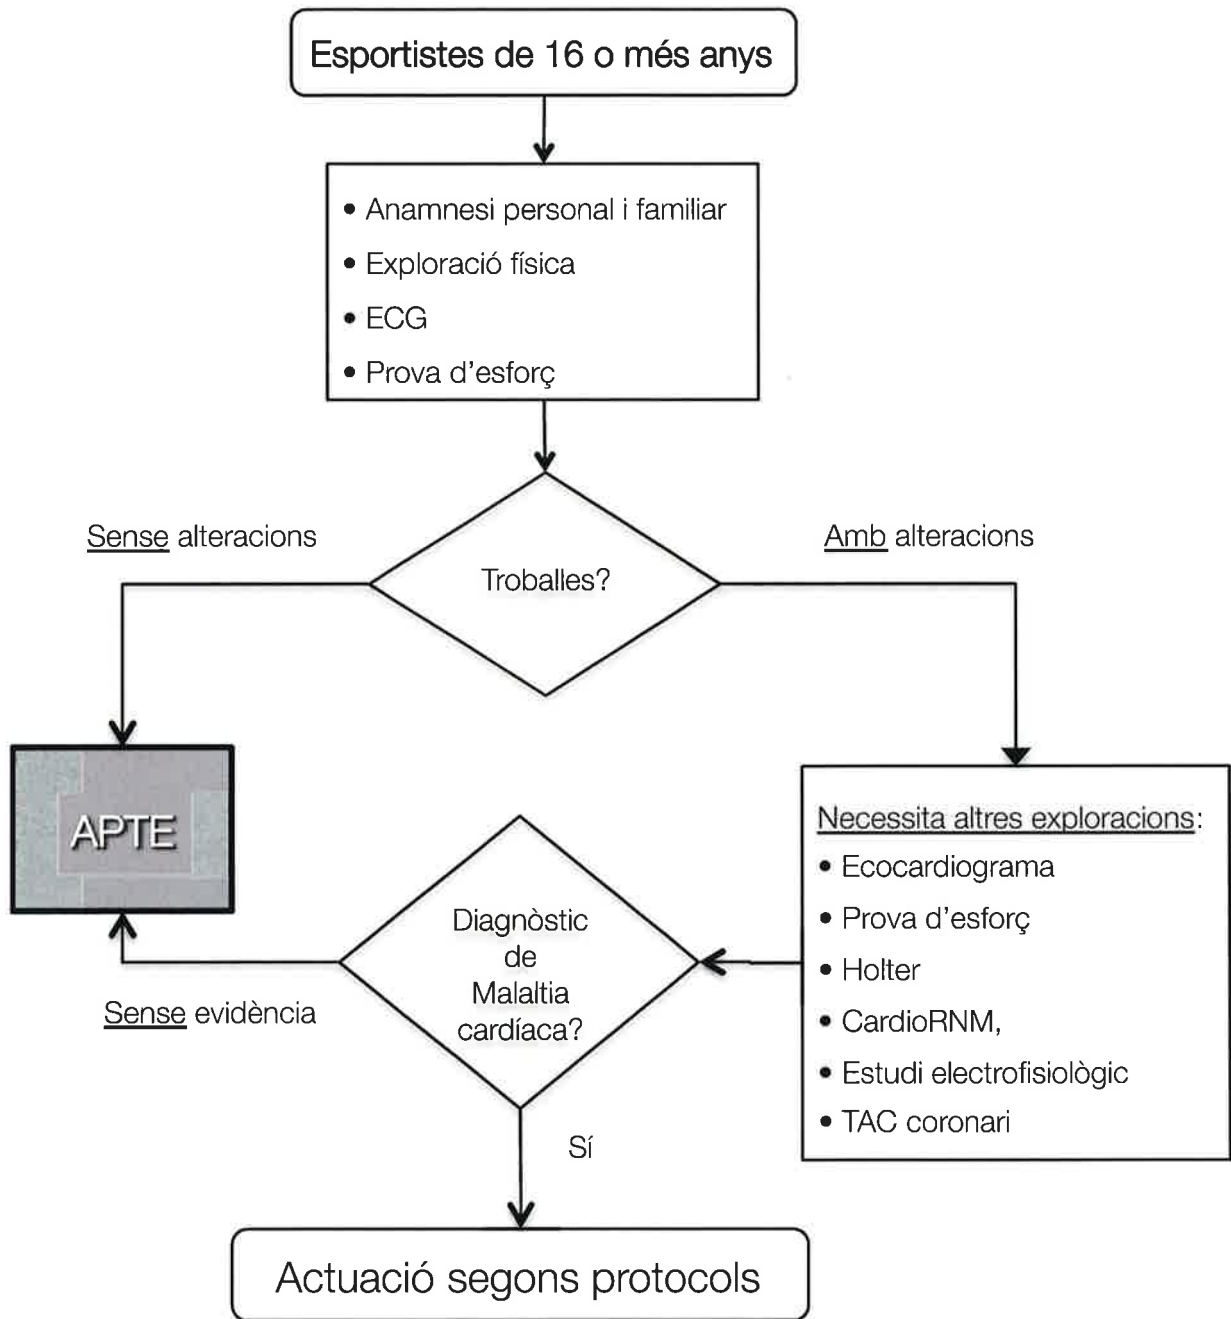 Esportistes de 16 o més anys
• Anamnesi personal i familiar
• Exploració física
• ECG
• Prova d'esforç
Sense alteracions
Amb alteracions
Troballes?
APTE
Necessita altres exploracions:
• Ecocardiograma
• Prova d'esforç
• Holter
• CardioRNM,
• Estudi electrofisiològic
• TAC coronari
Diagnòstic
de
Malaltia
cardíaca?
Sense evidència
Sí
Actuació segons protocols